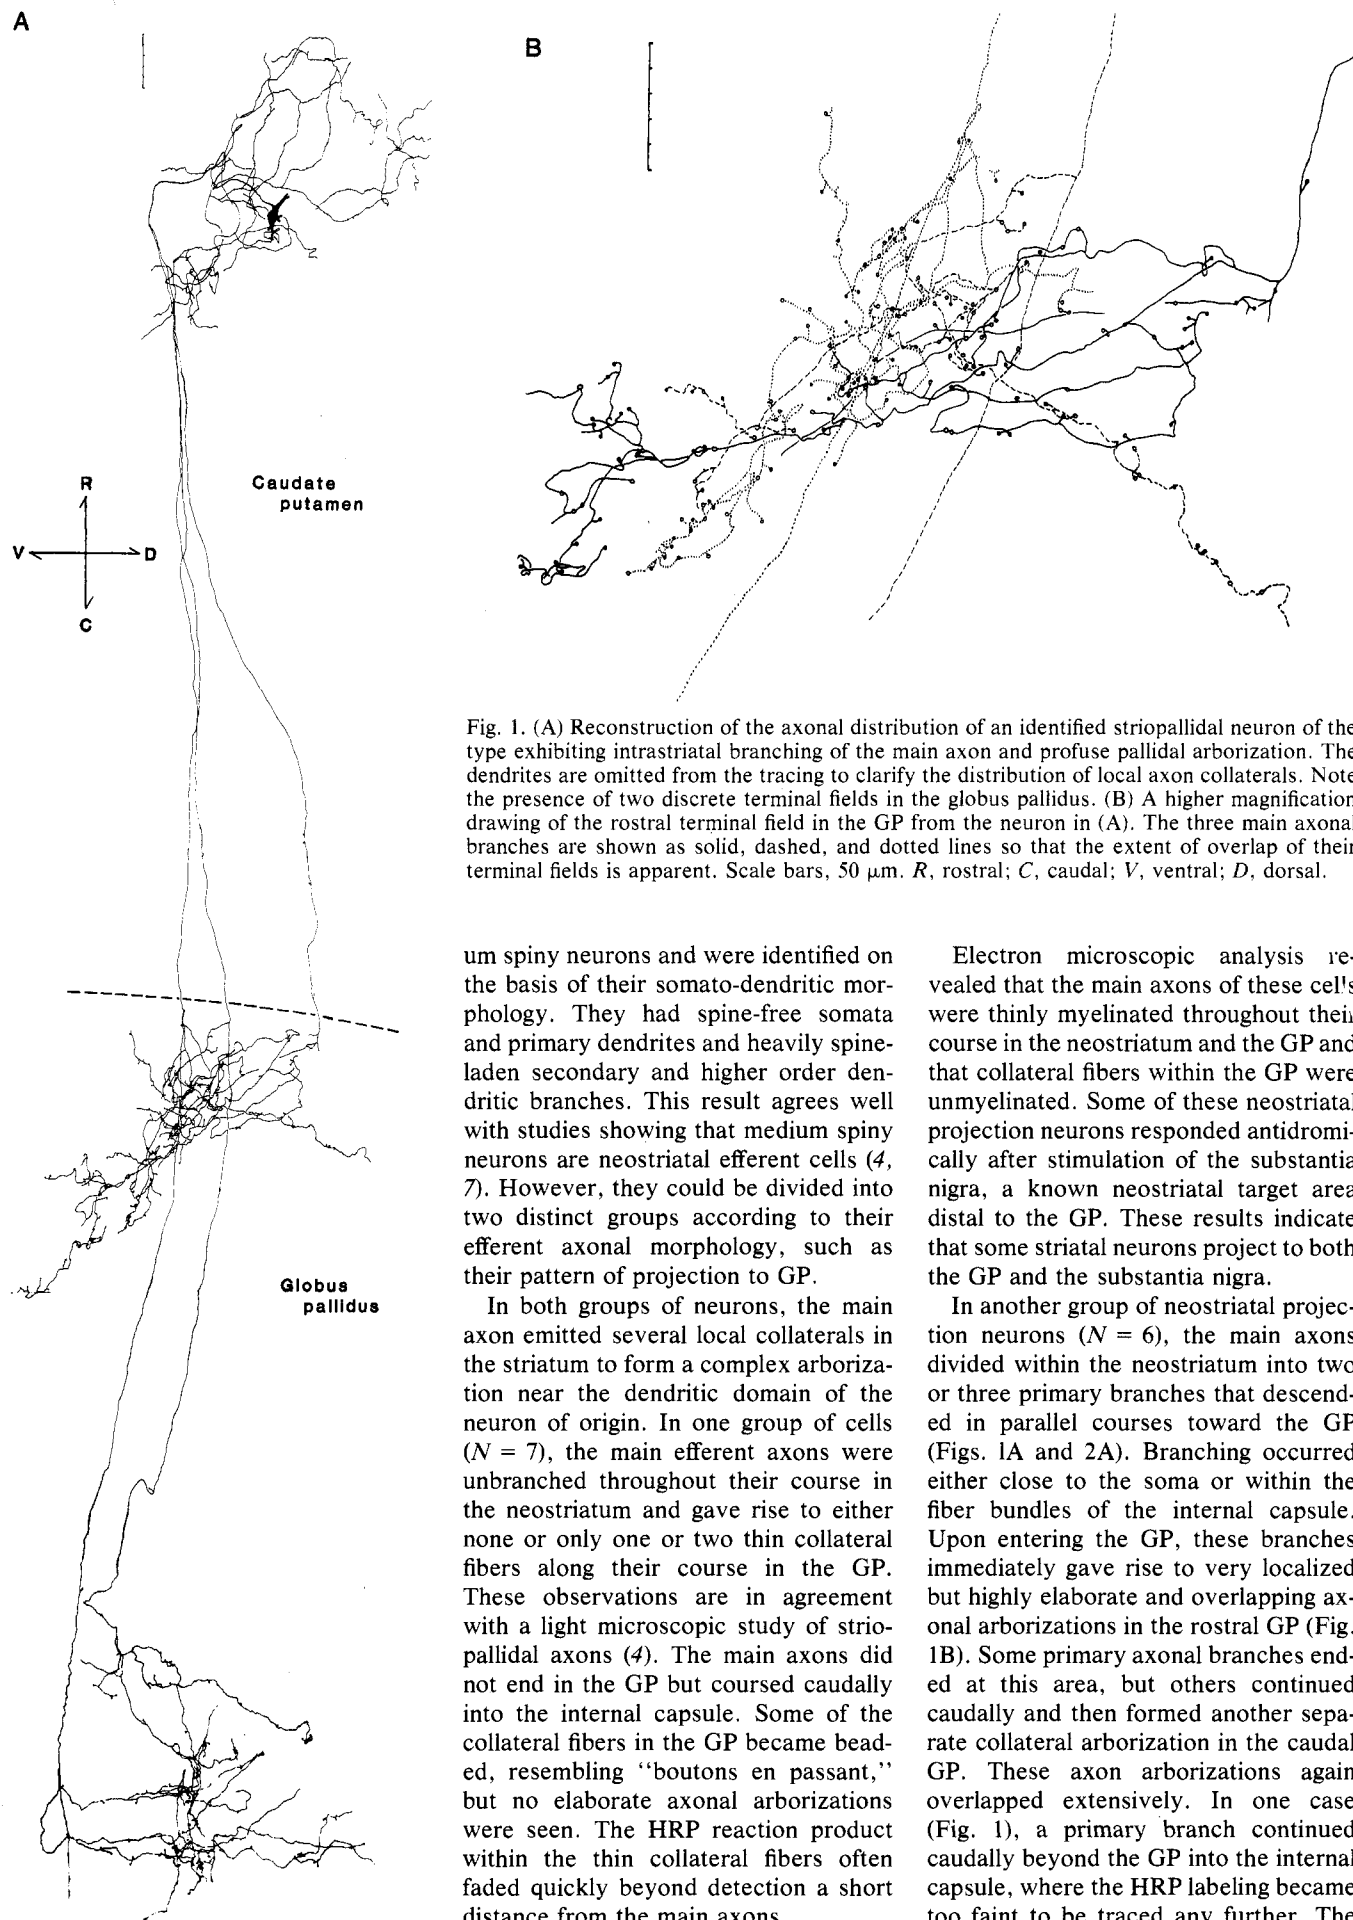 A
B
R
V
D
C
Caudate
putamen
Globus
pallidus
Fig. 1. (A) Reconstruction of the axonal distribution of an identified striopallidal neuron of the
type exhibiting intrastriatal branching of the main axon and profuse pallidal arborization. The
dendrites are omitted from the tracing to clarify the distribution of local axon collaterals. Note
the presence of two discrete terminal fields in the globus pallidus. (B) A higher magnification
drawing of the rostral terminal field in the GP from the neuron in (A). The three main axonal
branches are shown as solid, dashed, and dotted lines so that the extent of overlap of their
terminal fields is apparent. Scale bars, 50 μm. R, rostral; C, caudal; V, ventral; D, dorsal.
um spiny neurons and were identified on
the basis of their somato-dendritic mor-
phology. They had spine-free somata
and primary dendrites and heavily spine-
laden secondary and higher order den-
dritic branches. This result agrees well
with studies showing that medium spiny
neurons are neostriatal efferent cells (4,
7). However, they could be divided into
two distinct groups according to their
efferent axonal morphology, such as
their pattern of projection to GP.
In both groups of neurons, the main
axon emitted several local collaterals in
the striatum to form a complex arboriza-
tion near the dendritic domain of the
neuron of origin. In one group of cells
(N = 7), the main efferent axons were
unbranched throughout their course in
the neostriatum and gave rise to either
none or only one or two thin collateral
fibers along their course in the GP.
These observations are in agreement
with a light microscopic study of strio-
pallidal axons (4). The main axons did
not end in the GP but coursed caudally
into the internal capsule. Some of the
collateral fibers in the GP became bead-
ed, resembling "boutons en passant,"
but no elaborate axonal arborizations
were seen. The HRP reaction product
within the thin collateral fibers often
faded quickly beyond detection a short
distance from the main axons.
Electron microscopic analysis re-
vealed that the main axons of these cells
were thinly myelinated throughout their
course in the neostriatum and the GP and
that collateral fibers within the GP were
unmyelinated. Some of these neostriatal
projection neurons responded antidromi-
cally after stimulation of the substantia
nigra, a known neostriatal target area
distal to the GP. These results indicate
that some striatal neurons project to both
the GP and the substantia nigra.
In another group of neostriatal projec-
tion neurons (N = 6), the main axons
divided within the neostriatum into two
or three primary branches that descend-
ed in parallel courses toward the GP
(Figs. 1A and 2A). Branching occurred
either close to the soma or within the
fiber bundles of the internal capsule.
Upon entering the GP, these branches
immediately gave rise to very localized
but highly elaborate and overlapping ax-
onal arborizations in the rostral GP (Fig.
1B). Some primary axonal branches end-
ed at this area, but others continued
caudally and then formed another sepa-
rate collateral arborization in the caudal
GP. These axon arborizations again
overlapped extensively. In one case
(Fig. 1), a primary branch continued
caudally beyond the GP into the internal
capsule, where the HRP labeling became
too faint to be traced any further. The